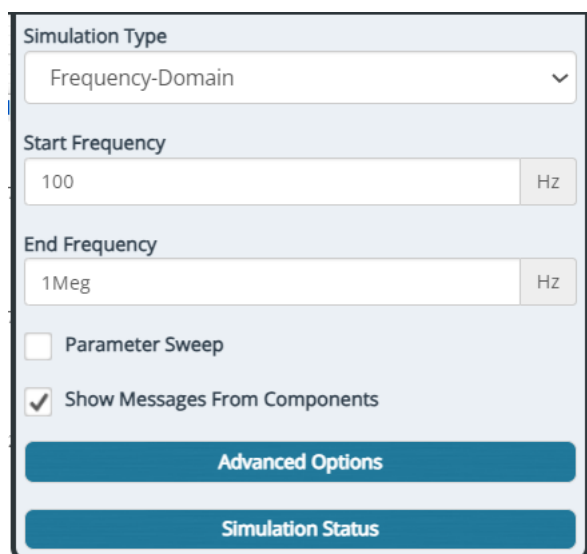 Simulation Type
Frequency-Domain
Start Frequency
100 Hz
End Frequency
1Meg Hz
Parameter Sweep
Show Messages From Components
Advanced Options
Simulation Status